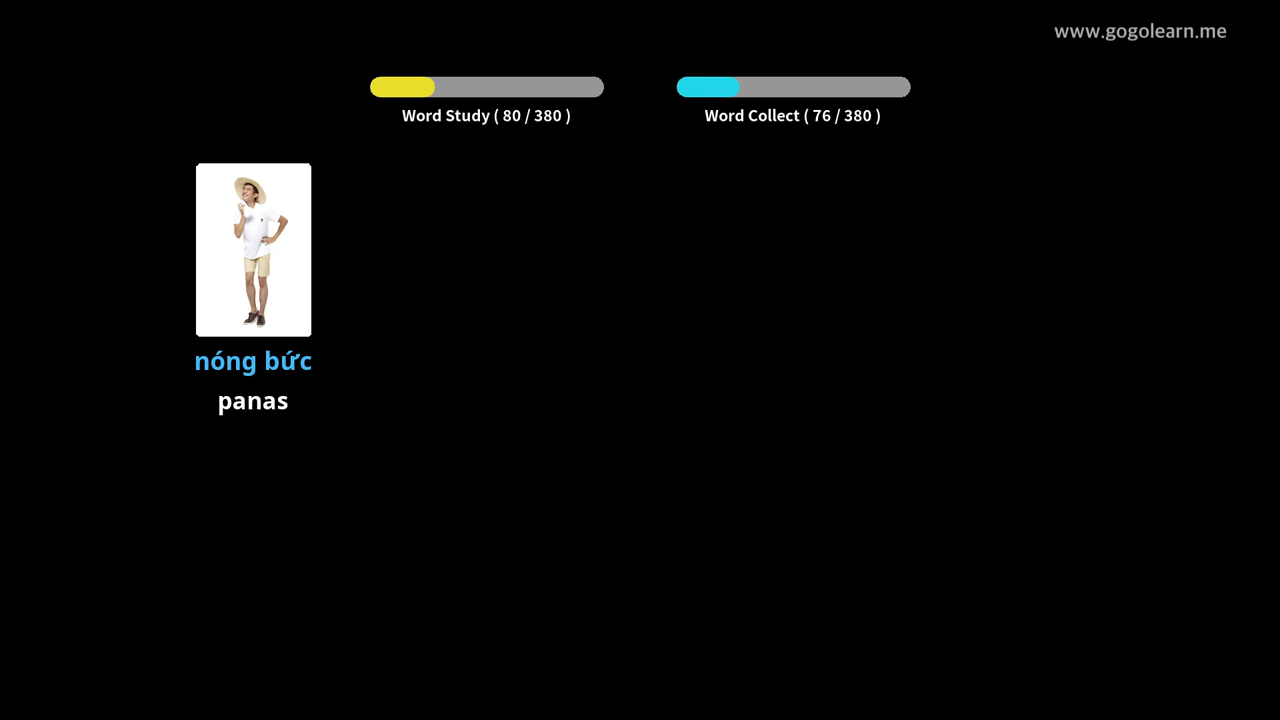 www.gogolearn.me
Word Study ( 80 / 380 )
Word Collect ( 76 / 380 )
nóng bức
panas